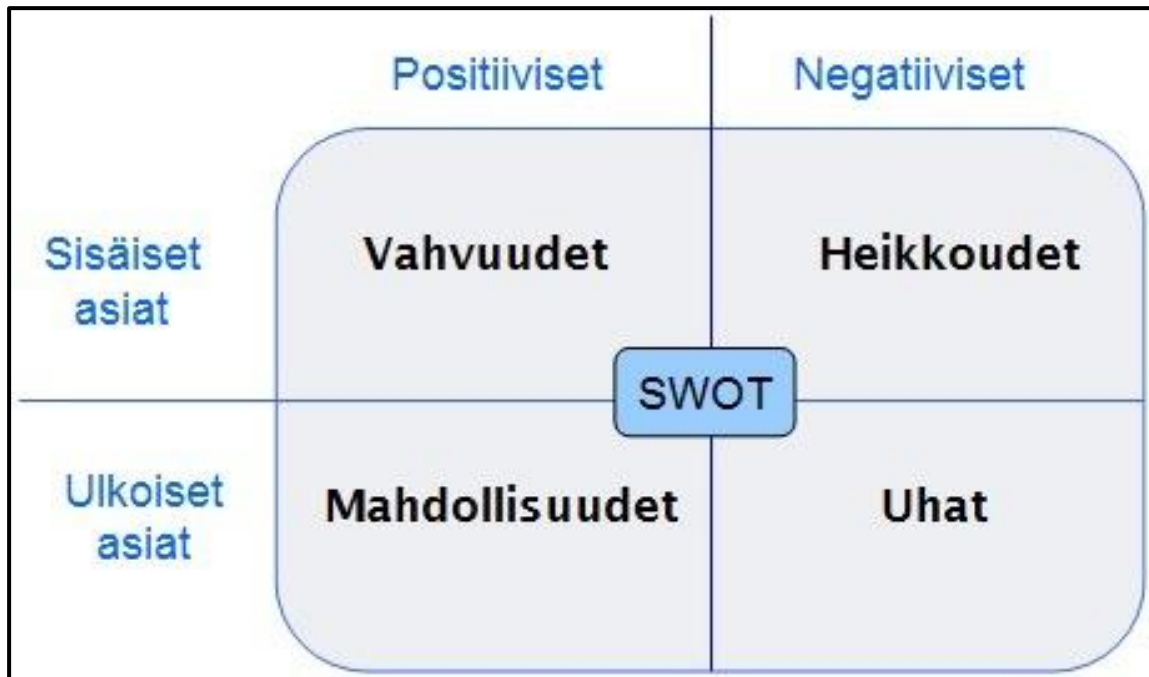 Positiiviset
Negatiiviset
Sisäiset
asiat
Vahvuudet
Heikkoudet
SWOT
Ulkoiset
asiat
Mahdollisuudet
Uhat